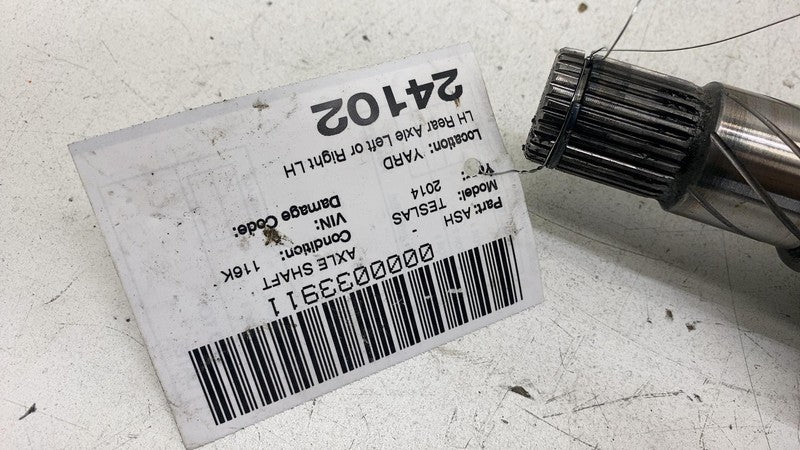 0000033911
Part: ASH - AXLE SHAFT
Model: TESLAS Condition: 116K
2014 VIN:
Damage Code:
Location: YARD
LH Rear Axle Left or Right LH
24102